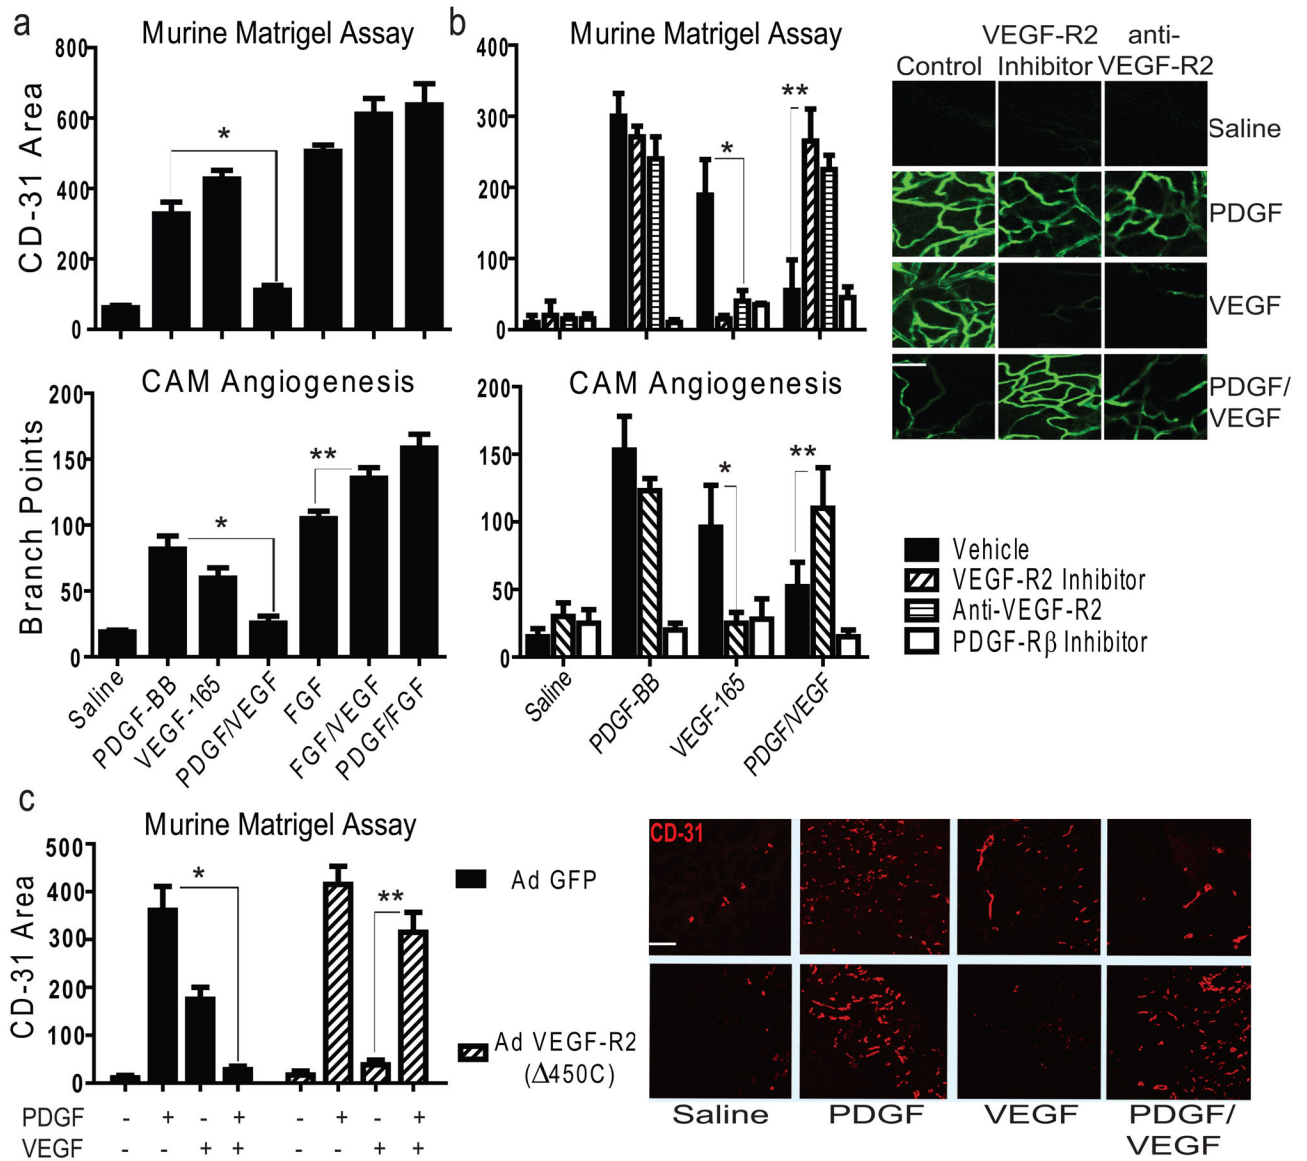 a
Murine Matrigel Assay
CD-31 Area
800
600
400
200
0
*
CAM Angiogenesis
Branch Points
200
150
100
50
0
*
**
Saline
PDGF-BB
VEGF-165
PDGF/VEGF
FGF
FGF/VEGF
PDGF/FGF
b
Murine Matrigel Assay
400
300
200
100
0
*
**
CAM Angiogenesis
200
150
100
50
0
*
**
Saline
PDGF-BB
VEGF-165
PDGF/VEGF
Control
VEGF-R2
Inhibitor
anti-
VEGF-R2
Saline
PDGF
VEGF
PDGF/
VEGF
Vehicle
VEGF-R2 Inhibitor
Anti-VEGF-R2
PDGF-Rβ Inhibitor
c
Murine Matrigel Assay
CD-31 Area
500
400
300
200
100
0
*
**
PDGF - + - + - + - +
VEGF - - + + - - + +
Ad GFP
Ad VEGF-R2
(Δ450C)
CD-31
Saline
PDGF
VEGF
PDGF/
VEGF